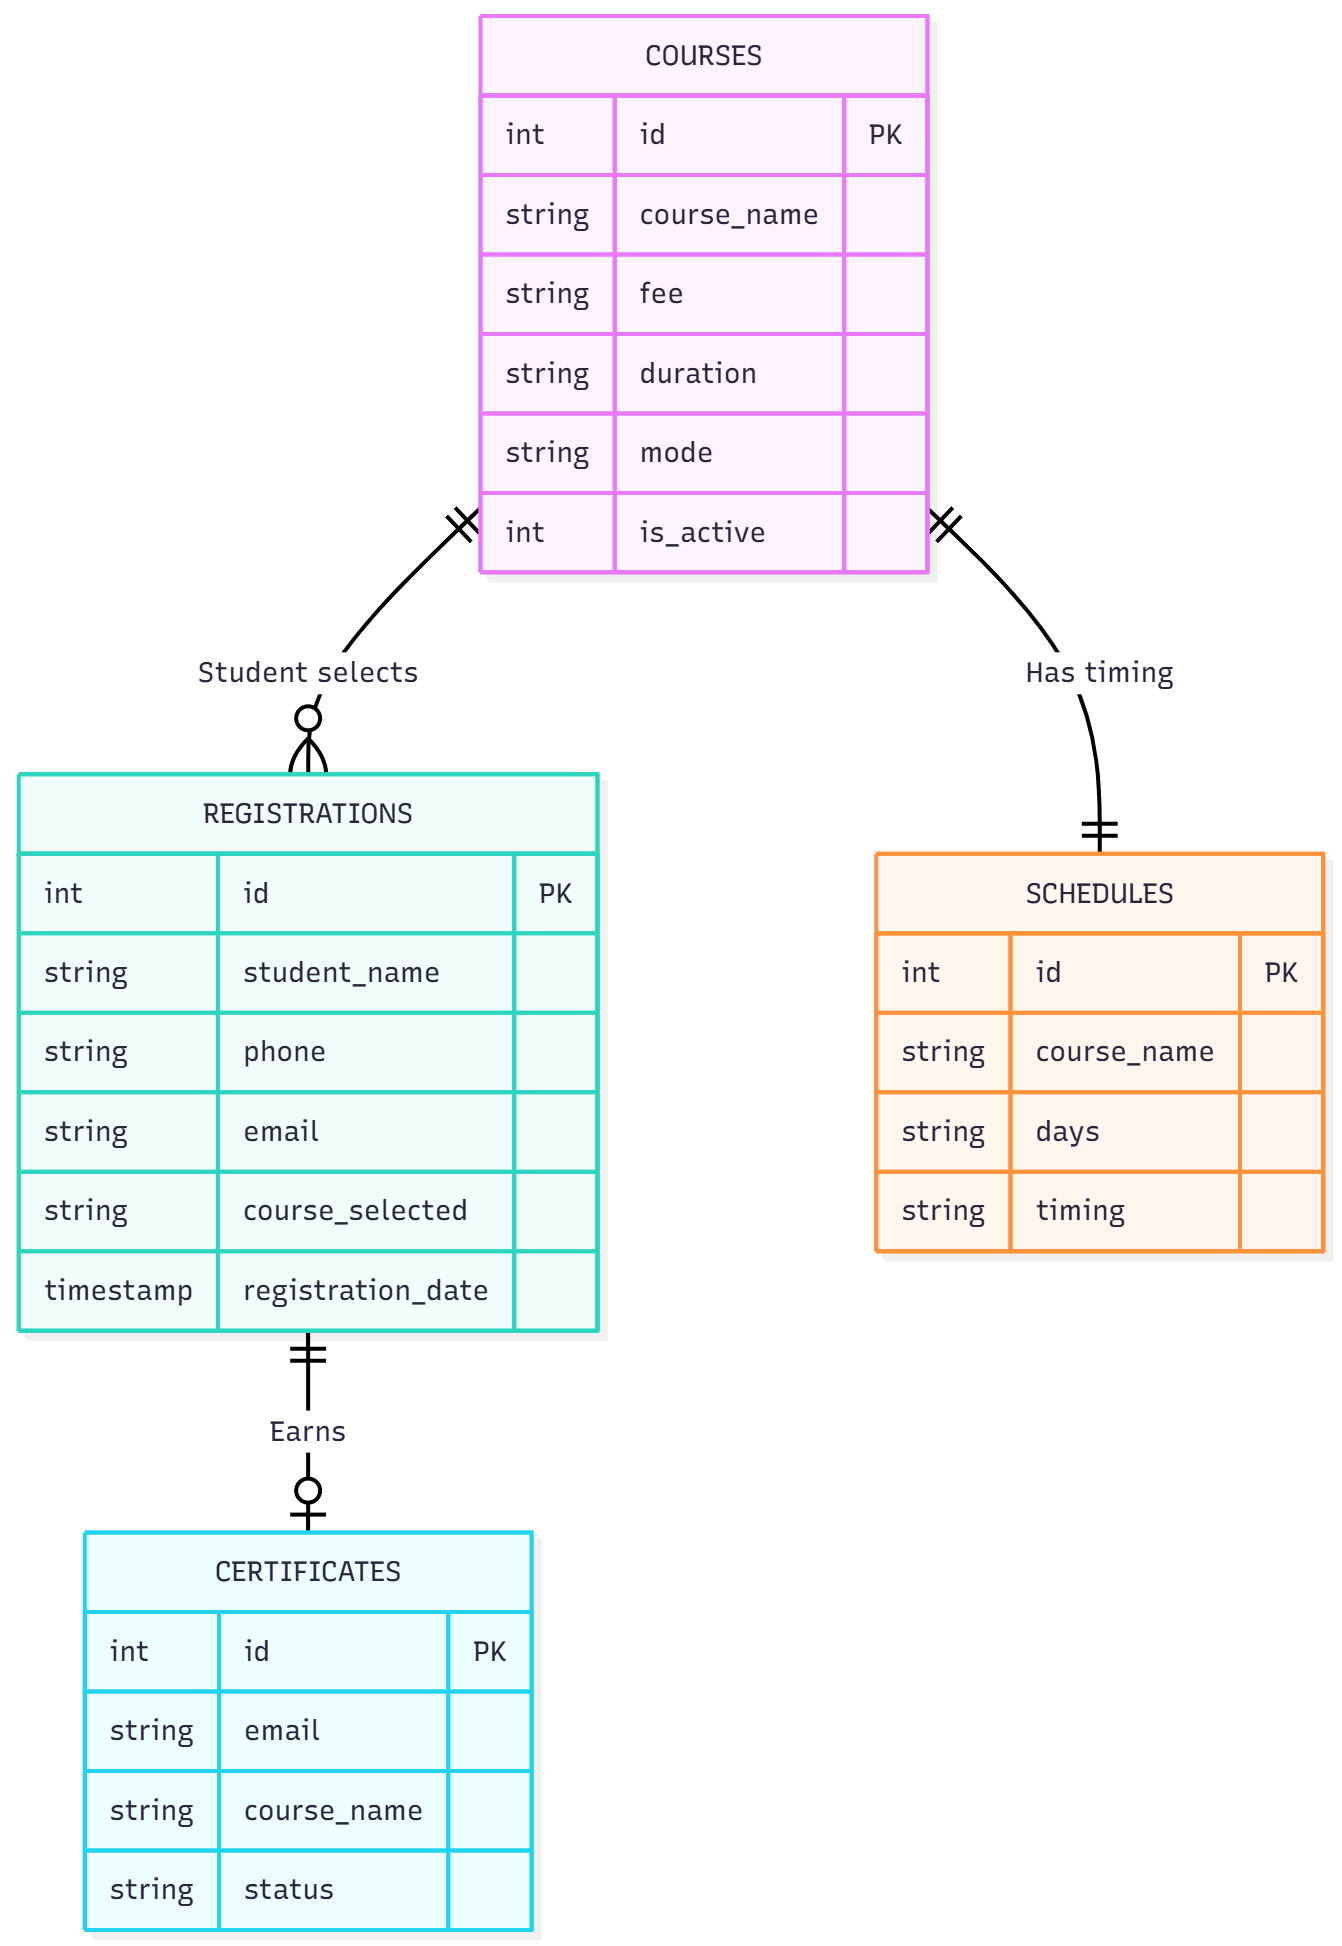 COURSES
int id PK
string course_name
string fee
string duration
string mode
int is_active
Student selects
Has timing
REGISTRATIONS
int id PK
string student_name
string phone
string email
string course_selected
timestamp registration_date
SCHEDULES
int id PK
string course_name
string days
string timing
Earns
CERTIFICATES
int id PK
string email
string course_name
string status